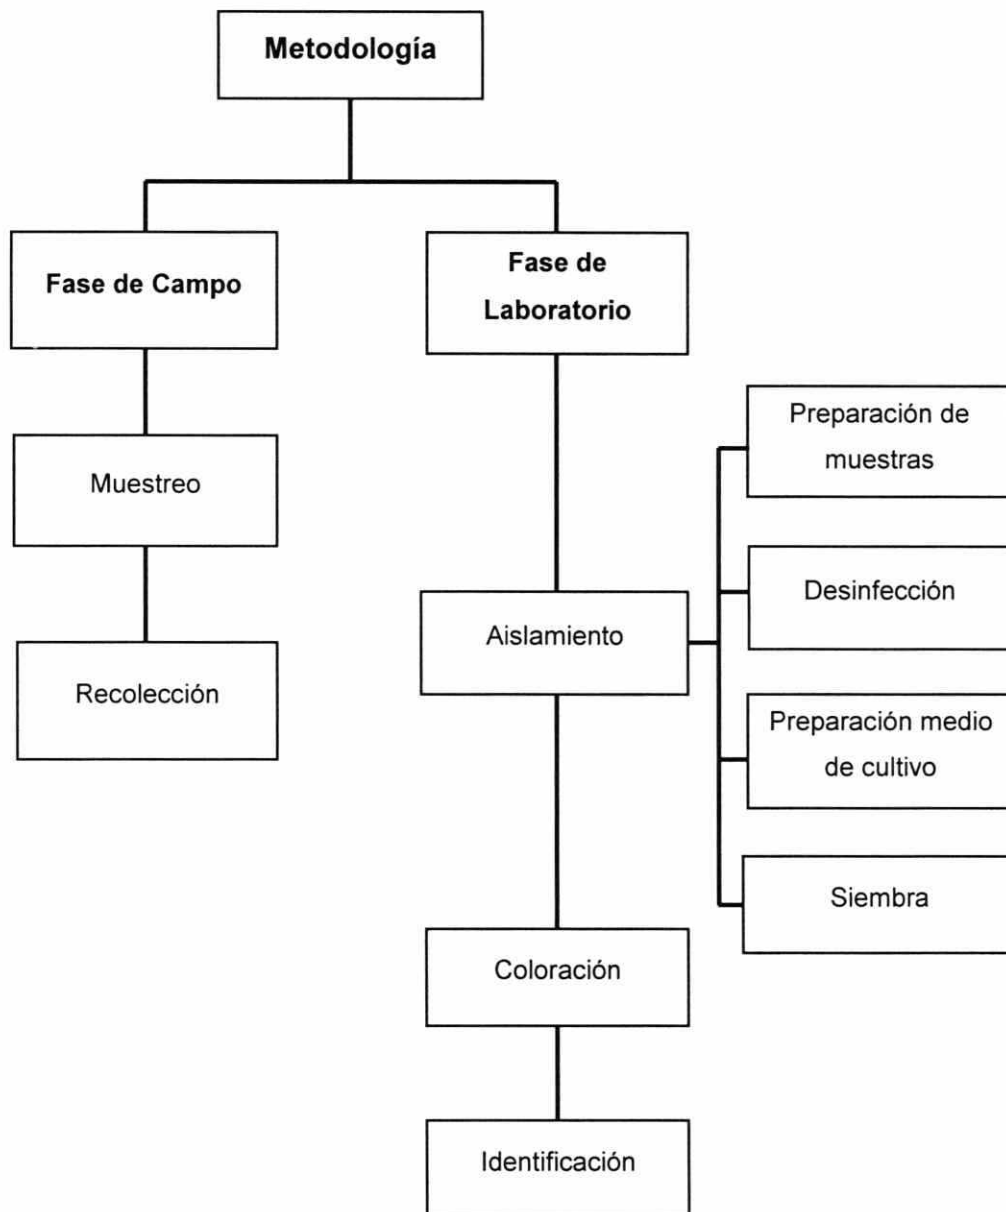 Metodología
Fase de Campo
Muestreo
Recolección
Fase de
Laboratorio
Aislamiento
Preparación de
muestras
Desinfección
Preparación medio
de cultivo
Siembra
Coloración
Identificación